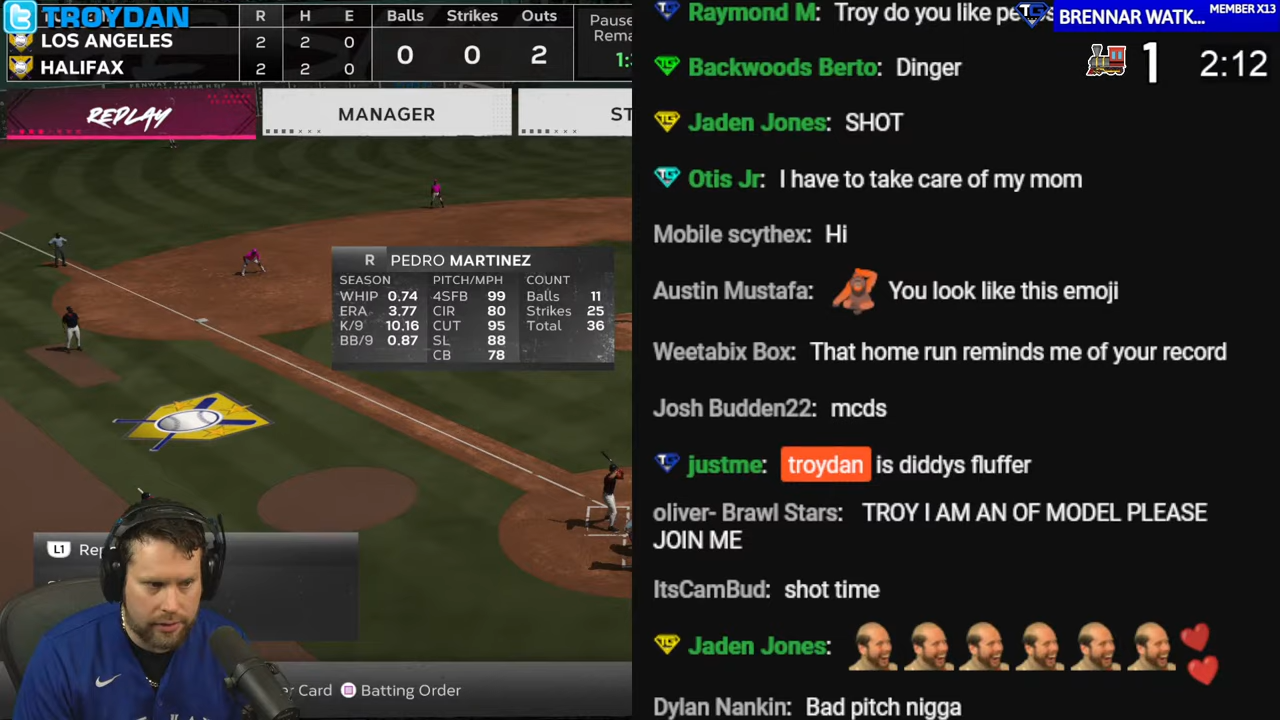 TROYDAN
R H E Balls Strikes Outs
LOS ANGELES 2 2 0
HALIFAX 2 2 0
0 0 2
REPLAY
MANAGER
R PEDRO MARTINEZ
SEASON PITCH/MPH COUNT
WHIP 0.74 4SFB 99 Balls 11
ERA 3.77 CIR 80 Strikes 25
K/9 10.16 CUT 95 Total 36
BB/9 0.87 SL 88
CB 78
L1
Card Batting Order
Raymond M: Troy do you like
BRENNAR WATK... MEMBER X13
1 2:12
Backwoods Berto: Dinger
Jaden Jones: SHOT
Otis Jr: I have to take care of my mom
Mobile scythex: Hi
Austin Mustafa: You look like this emoji
Weetabix Box: That home run reminds me of your record
Josh Budden22: mcds
justme: troydan is diddys fluffer
oliver- Brawl Stars: TROY I AM AN OF MODEL PLEASE
JOIN ME
ItsCamBud: shot time
Jaden Jones:
Dylan Nankin: Bad pitch nigga